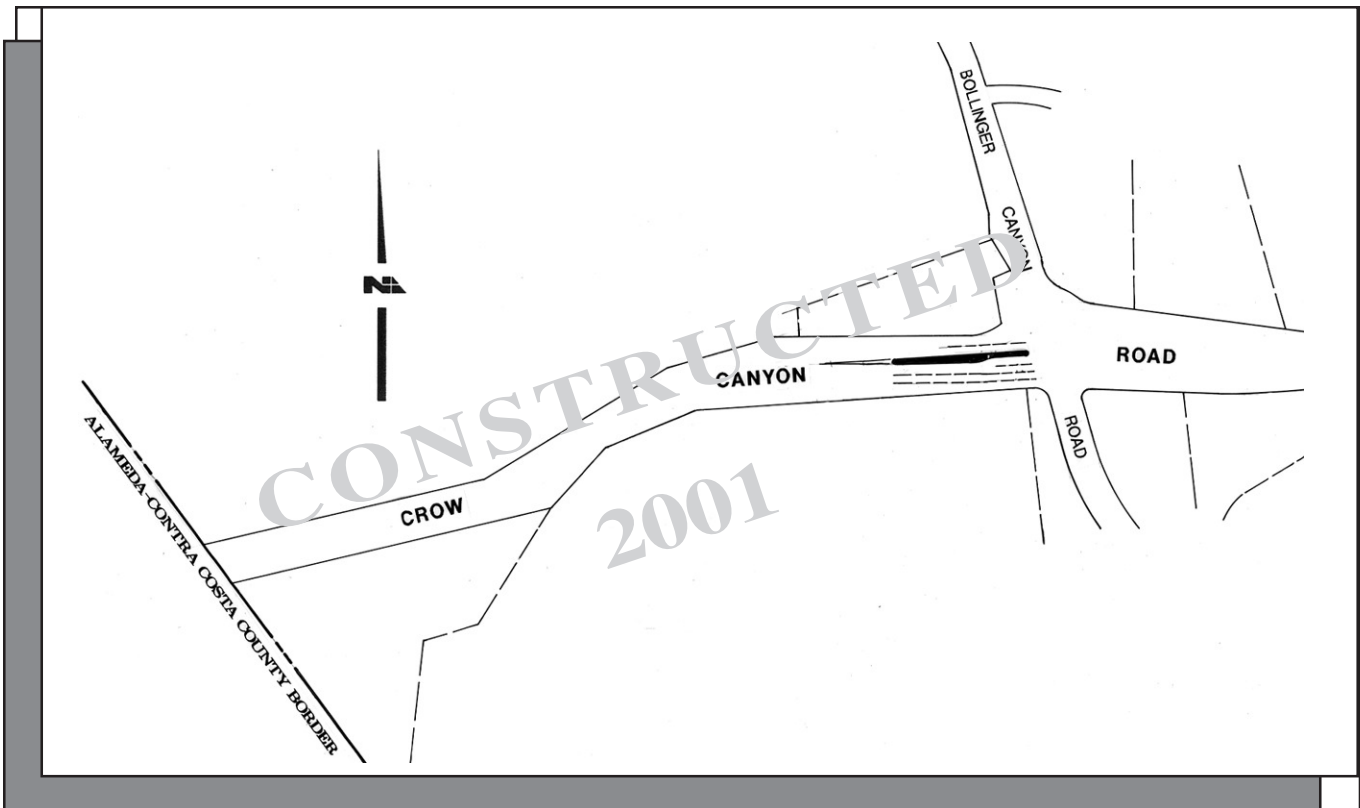 BOLLINGER
CANYON
ROAD
N
CROW
CANYON
ROAD
ALAMEDA-CONTRA COSTA COUNTY BORDER
CONSTRUCTED
2001